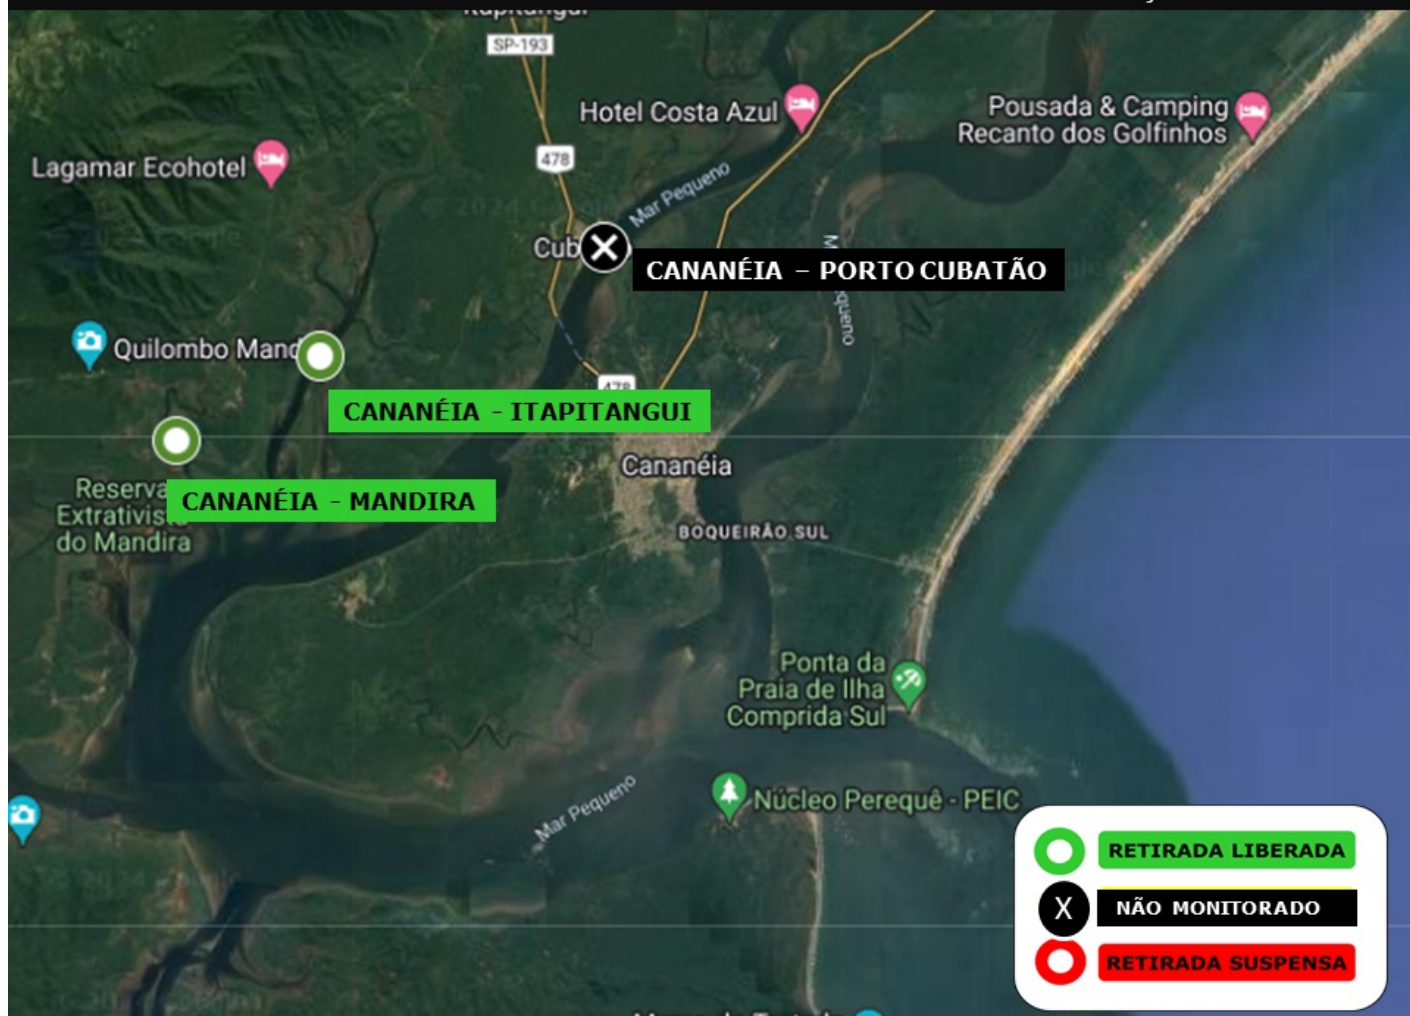 SP-193
Hotel Costa Azul
Pousada & Camping
Recanto dos Golfinhos
478
Lagamar Ecohotel
Mar Pequeno
Cub
CANANÉIA – PORTO CUBATÃO
Quilombo Mand
478
CANANÉIA - ITAPITANGUI
Cananéia
Reserva
CANANÉIA - MANDIRA
Extrativis
do Mandira
BOQUEIRÃO SUL
Ponta da
Praia de Ilha
Comprida Sul
Mar Pequeno
Núcleo Perequê - PEIC
RETIRADA LIBERADA
X
NÃO MONITORADO
RETIRADA SUSPENSA